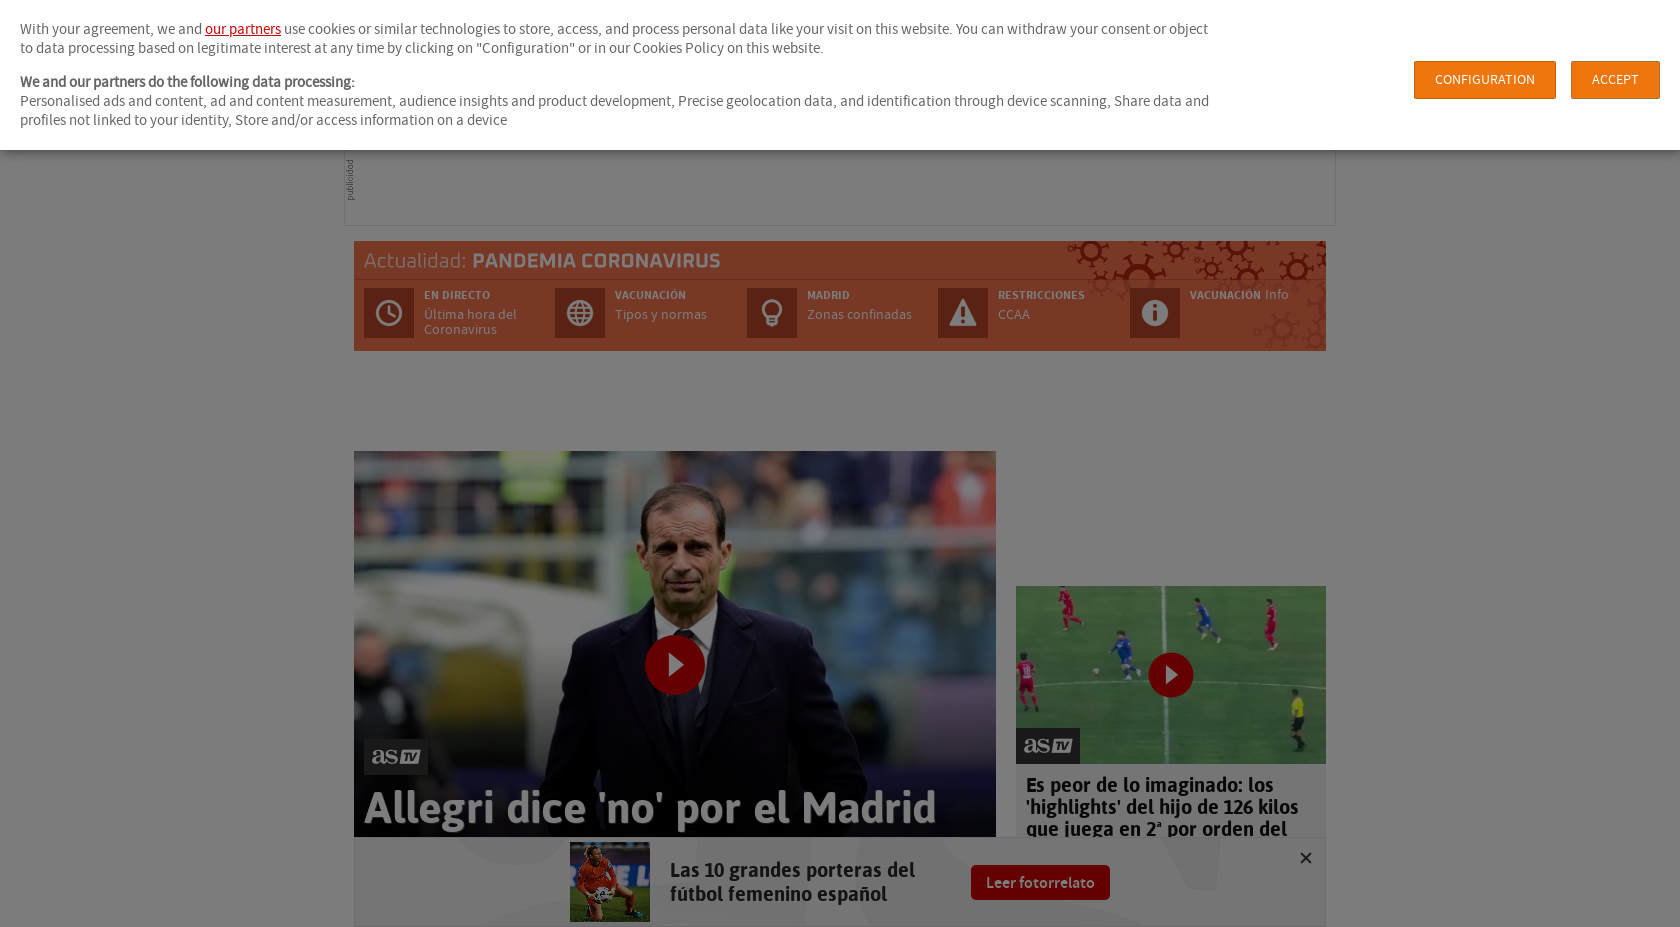 With your agreement, we and our partners use cookies or similar technologies to store, access, and process personal data like your visit on this website. You can withdraw your consent or object
to data processing based on legitimate interest at any time by clicking on "Configuration" or in our Cookies Policy on this website.
We and our partners do the following data processing:
Personalised ads and content, ad and content measurement, audience insights and product development, Precise geolocation data, and identification through device scanning, Share data and
profiles not linked to your identity, Store and/or access information on a device
CONFIGURATION
ACCEPT
publicidad
Actualidad: PANDEMIA CORONAVIRUS
EN DIRECTO
Última hora del
Coronavirus
VACUNACIÓN
Tipos y normas
MADRID
Zonas confinadas
RESTRICCIONES
CCAA
VACUNACIÓN Info
as TV
Allegri dice 'no' por el Madrid
as TV
Es peor de lo imaginado: los
'highlights' del hijo de 126 kilos
que juega en 2ª por orden del
Las 10 grandes porteras del
fútbol femenino español
Leer fotorrelato